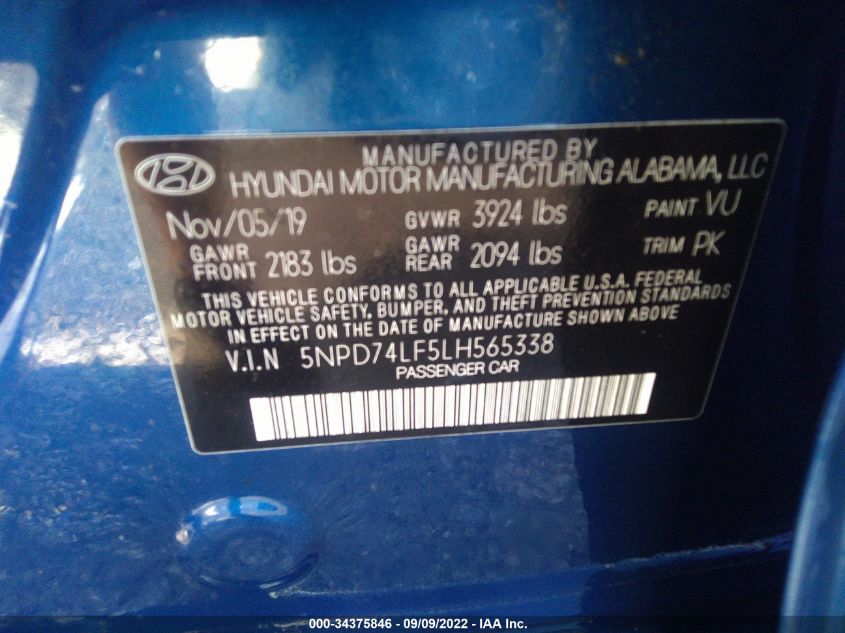 MANUFACTURED BY
HYUNDAI MOTOR MANUFACTURING ALABAMA, LLC
Nov/05/19 GVWR 3924 lbs PAINT VU
GAWR FRONT 2183 lbs GAWR REAR 2094 lbs TRIM PK
THIS VEHICLE CONFORMS TO ALL APPLICABLE U.S.A. FEDERAL
MOTOR VEHICLE SAFETY, BUMPER, AND THEFT PREVENTION STANDARDS
IN EFFECT ON THE DATE OF MANUFACTURE SHOWN ABOVE
V.I.N 5NPD74LF5LH565338
PASSENGER CAR
000-34375846 - 09/09/2022 - IAA Inc.